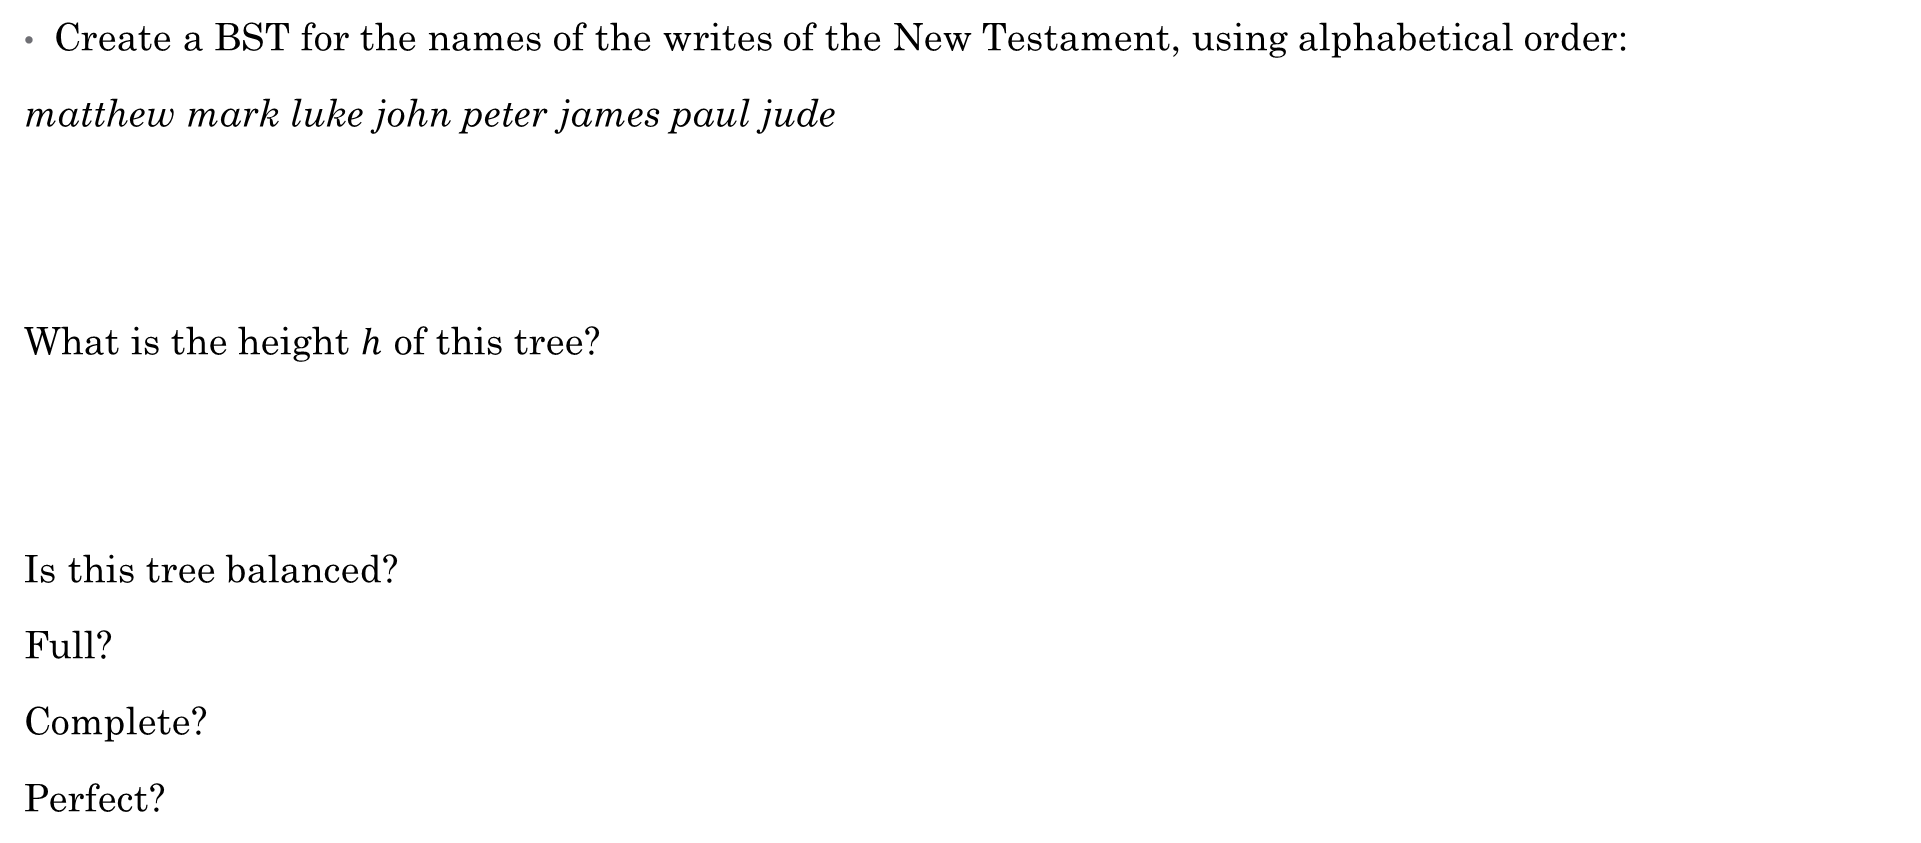 • Create a BST for the names of the writes of the New Testament, using alphabetical order:
matthew mark luke john peter james paul jude
What is the height h of this tree?
Is this tree balanced?
Full?
Complete?
Perfect?